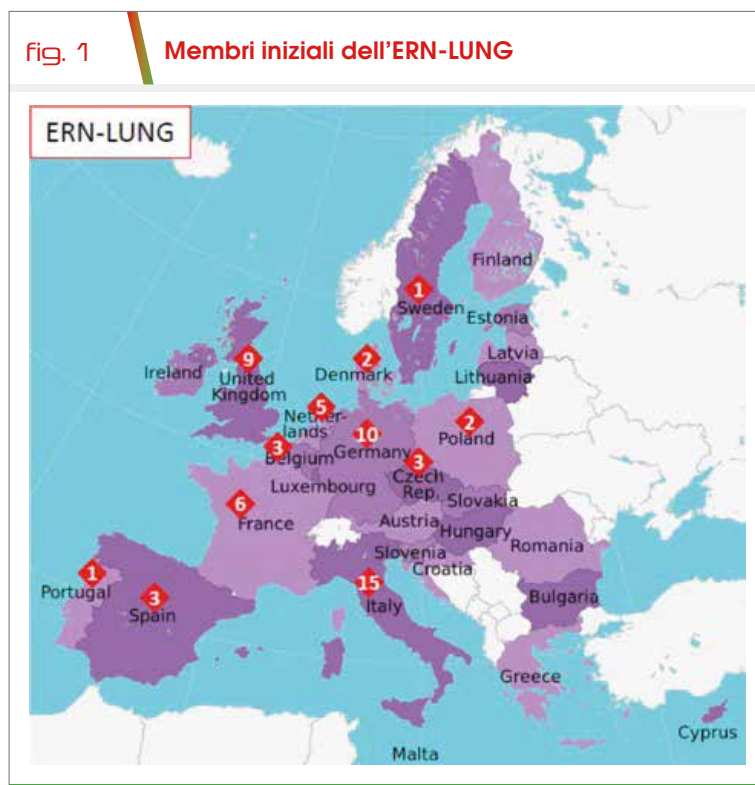 fig. 1
Membri iniziali dell'ERN-LUNG
ERN-LUNG
Finland
1
Sweden
Estonia
Latvia
Lithuania
9
United
Kingdom
Ireland
2
Denmark
5
Nether-
lands
10
Germany
2
Poland
3
Belgium
3
Czech
Rep.
Luxembourg
Slovakia
6
France
Austria
Hungary
Slovenia
Croatia
Romania
1
Portugal
3
Spain
15
Italy
Bulgaria
Greece
Cyprus
Malta